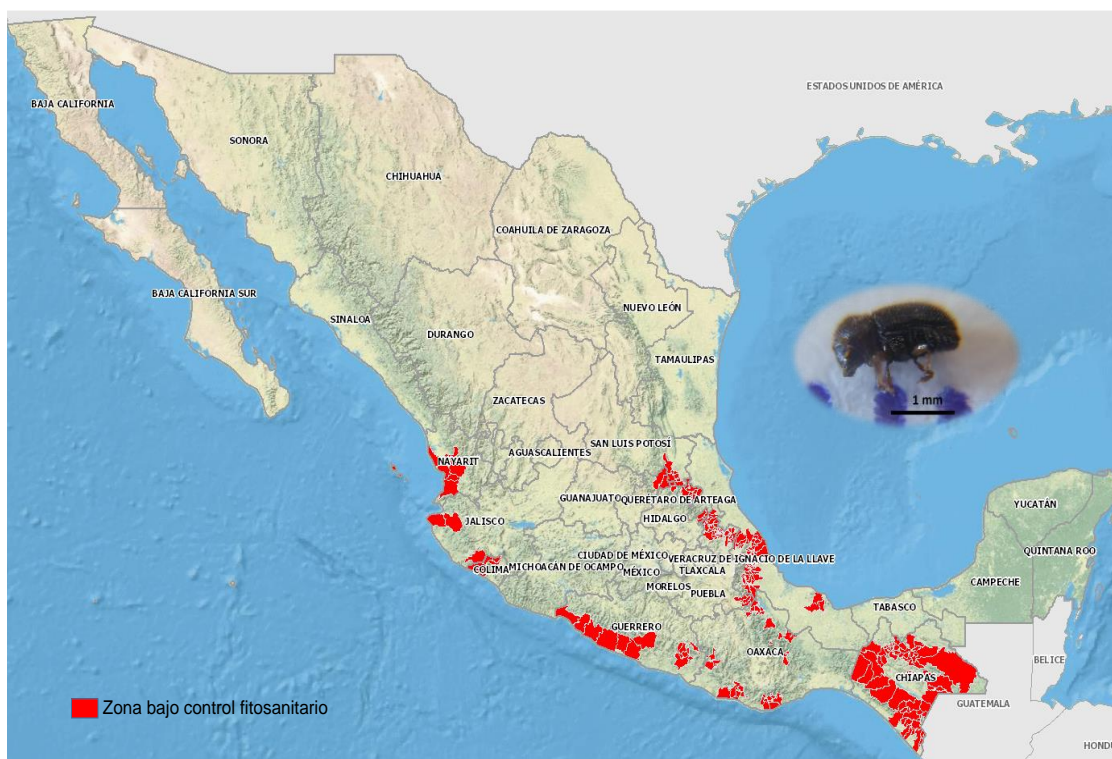 ESTADOS UNIDOS DE AMÉRICA
BAJA CALIFORNIA
SONORA
CHIHUAHUA
COAHUILA DE ZARAGOZA
BAJA CALIFORNIA SUR
SINALOA
NUEVO LEÓN
DURANGO
TAMAULIPAS
1 mm
ZACATECAS
SAN LUIS POTOSÍ
NAYARIT
AGUASCALIENTES
GUANAJUATO
QUERÉTARO DE ARTEAGA
YUCATÁN
JALISCO
HIDALGO
QUINTANA ROO
CIUDAD DE MÉXICO
VERACRUZ DE IGNACIO DE LA LLAVE
COLIMA
MICHOACÁN DE OCAMPO
MÉXICO
TLAXCALA
CAMPECHE
MORELOS
PUEBLA
TABASCO
GUERRERO
OAXACA
BELICE
CHIAPAS
GUATEMALA
Zona bajo control fitosanitario
HONDU